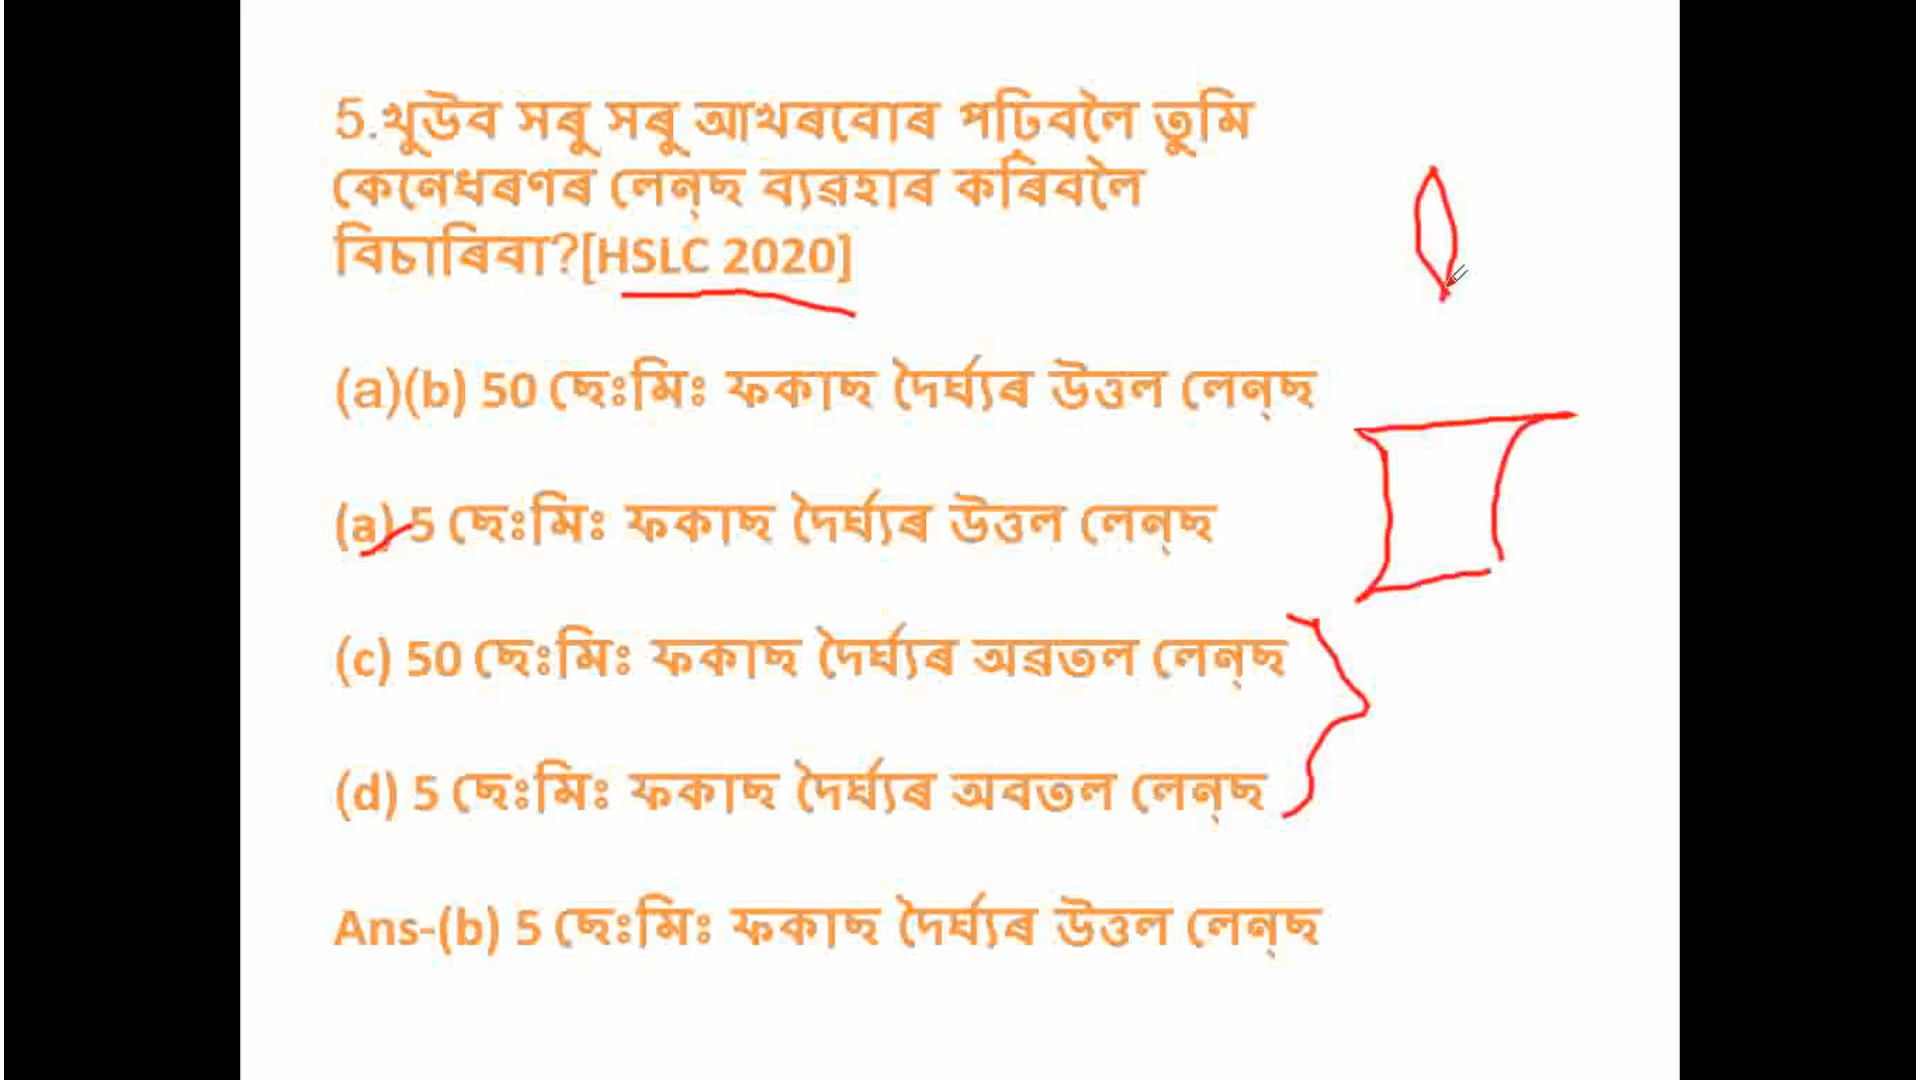 5.খুউব সৰু সৰু আখৰবোৰ পঢ়িবলৈ তুমি
কেনেধৰণৰ লেন্ছ ব্যৱহাৰ কৰিবলৈ
বিচাৰিবা?[HSLC 2020]
(a)(b) 50 ছেঃমিঃ ফকাছ দৈৰ্ঘ্যৰ উত্তল লেন্ছ
(a) 5 ছেঃমিঃ ফকাছ দৈৰ্ঘ্যৰ উত্তল লেন্ছ
(c) 50 ছেঃমিঃ ফকাছ দৈৰ্ঘ্যৰ অৱতল লেন্ছ
(d) 5 ছেঃমিঃ ফকাছ দৈৰ্ঘ্যৰ অবতল লেন্ছ
Ans-(b) 5 ছেঃমিঃ ফকাছ দৈৰ্ঘ্যৰ উত্তল লেন্ছ